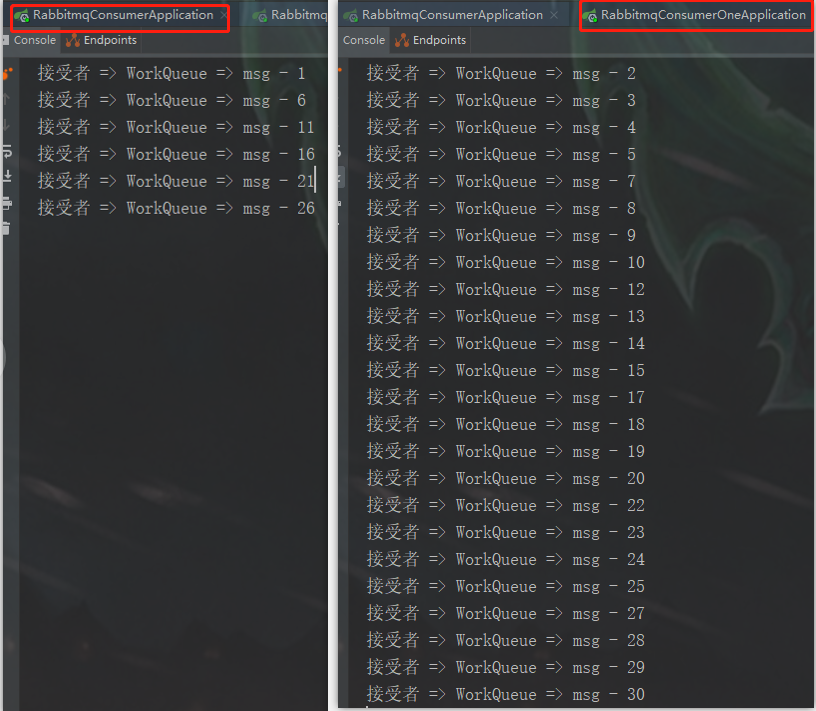 RabbitmqConsumerApplication
Rabbitmq
Console Endpoints
接受者 => WorkQueue => msg - 1
接受者 => WorkQueue => msg - 6
接受者 => WorkQueue => msg - 11
接受者 => WorkQueue => msg - 16
接受者 => WorkQueue => msg - 21
接受者 => WorkQueue => msg - 26
RabbitmqConsumerApplication
RabbitmqConsumerOneApplication
Console Endpoints
接受者 => WorkQueue => msg - 2
接受者 => WorkQueue => msg - 3
接受者 => WorkQueue => msg - 4
接受者 => WorkQueue => msg - 5
接受者 => WorkQueue => msg - 7
接受者 => WorkQueue => msg - 8
接受者 => WorkQueue => msg - 9
接受者 => WorkQueue => msg - 10
接受者 => WorkQueue => msg - 12
接受者 => WorkQueue => msg - 13
接受者 => WorkQueue => msg - 14
接受者 => WorkQueue => msg - 15
接受者 => WorkQueue => msg - 17
接受者 => WorkQueue => msg - 18
接受者 => WorkQueue => msg - 19
接受者 => WorkQueue => msg - 20
接受者 => WorkQueue => msg - 22
接受者 => WorkQueue => msg - 23
接受者 => WorkQueue => msg - 24
接受者 => WorkQueue => msg - 25
接受者 => WorkQueue => msg - 27
接受者 => WorkQueue => msg - 28
接受者 => WorkQueue => msg - 29
接受者 => WorkQueue => msg - 30